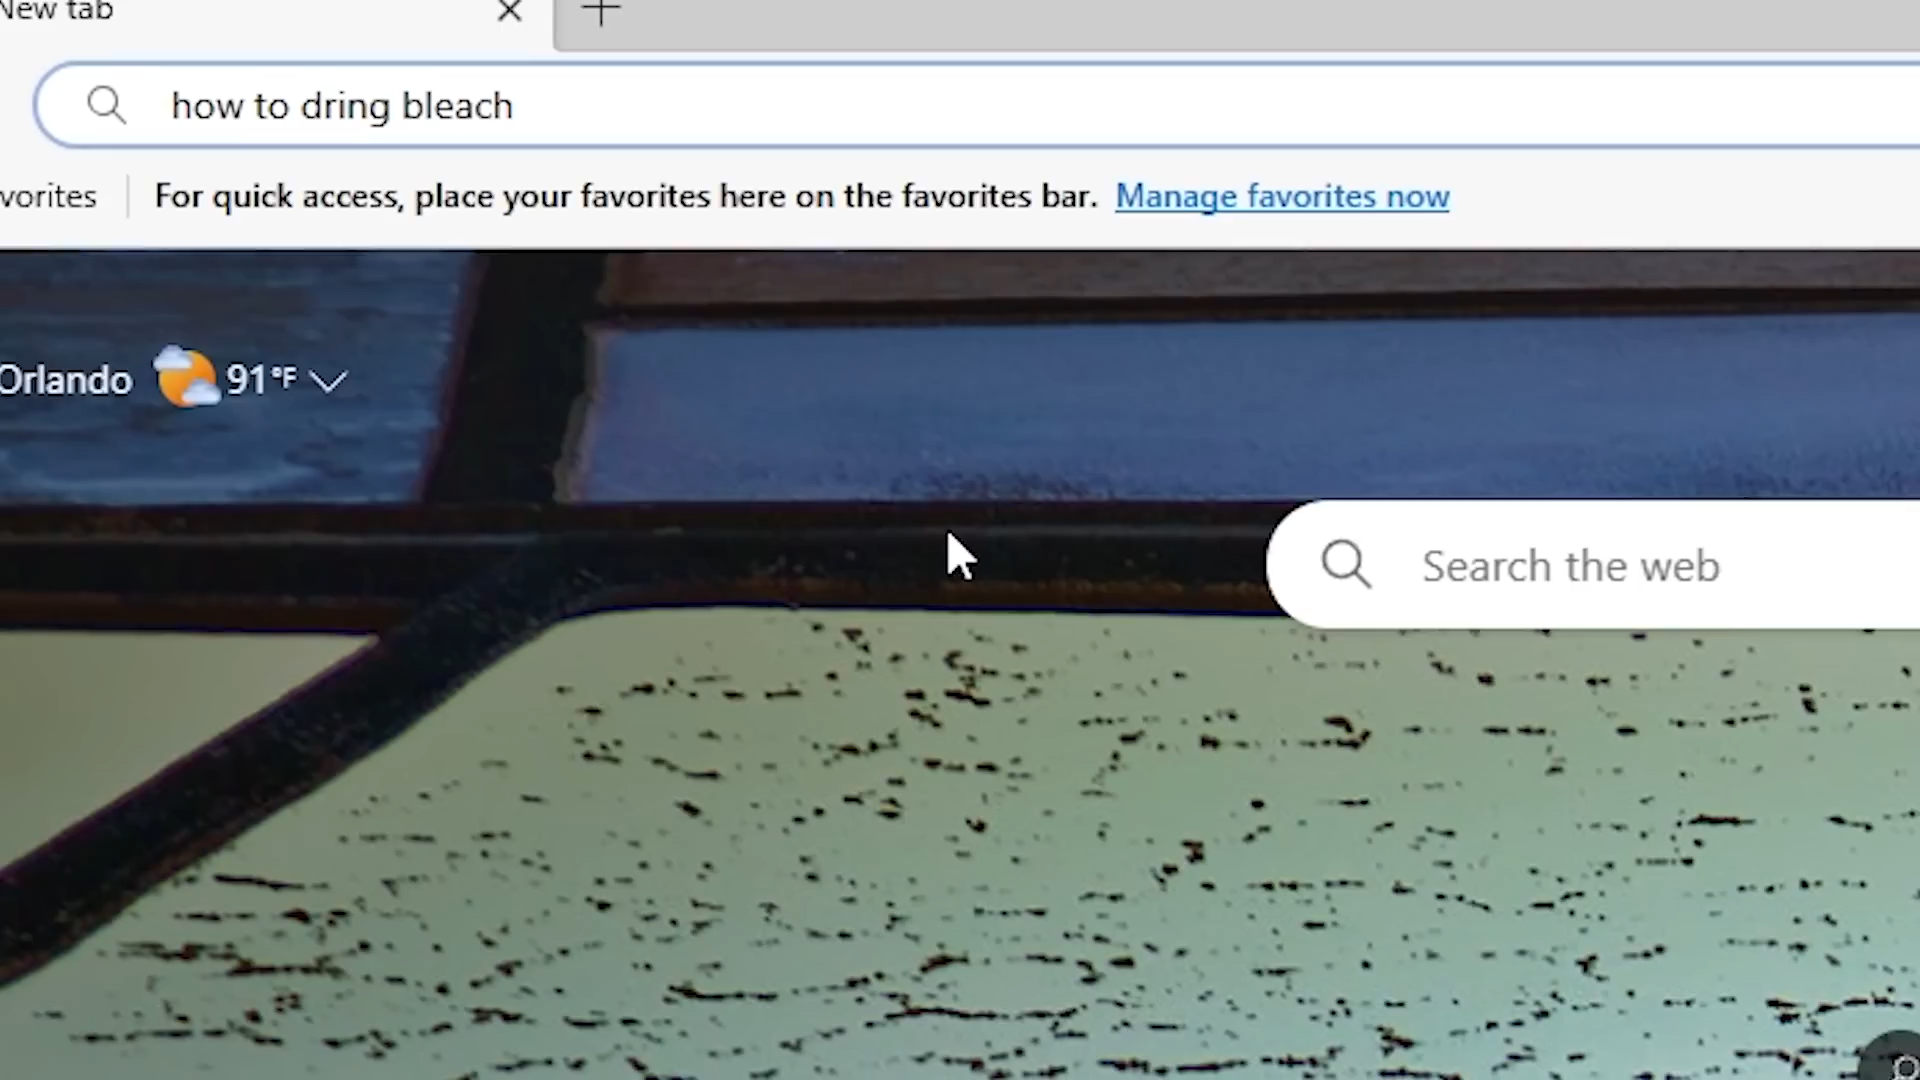 New tab
how to dring bleach
vorites
For quick access, place your favorites here on the favorites bar. Manage favorites now
Orlando 91°F
Search the web